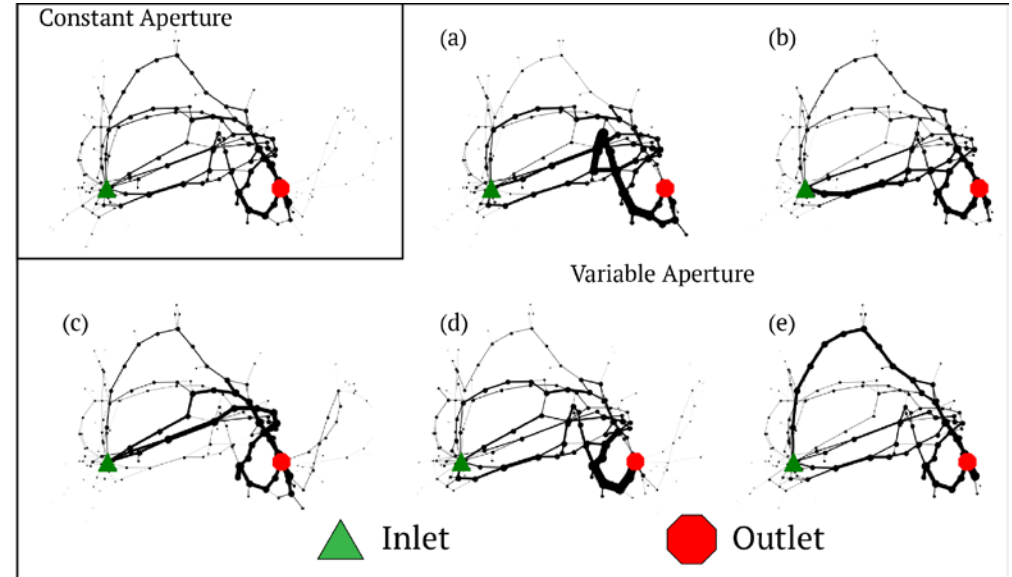 Constant Aperture
(a)
(b)
Variable Aperture
(c)
(d)
(e)
Inlet
Outlet